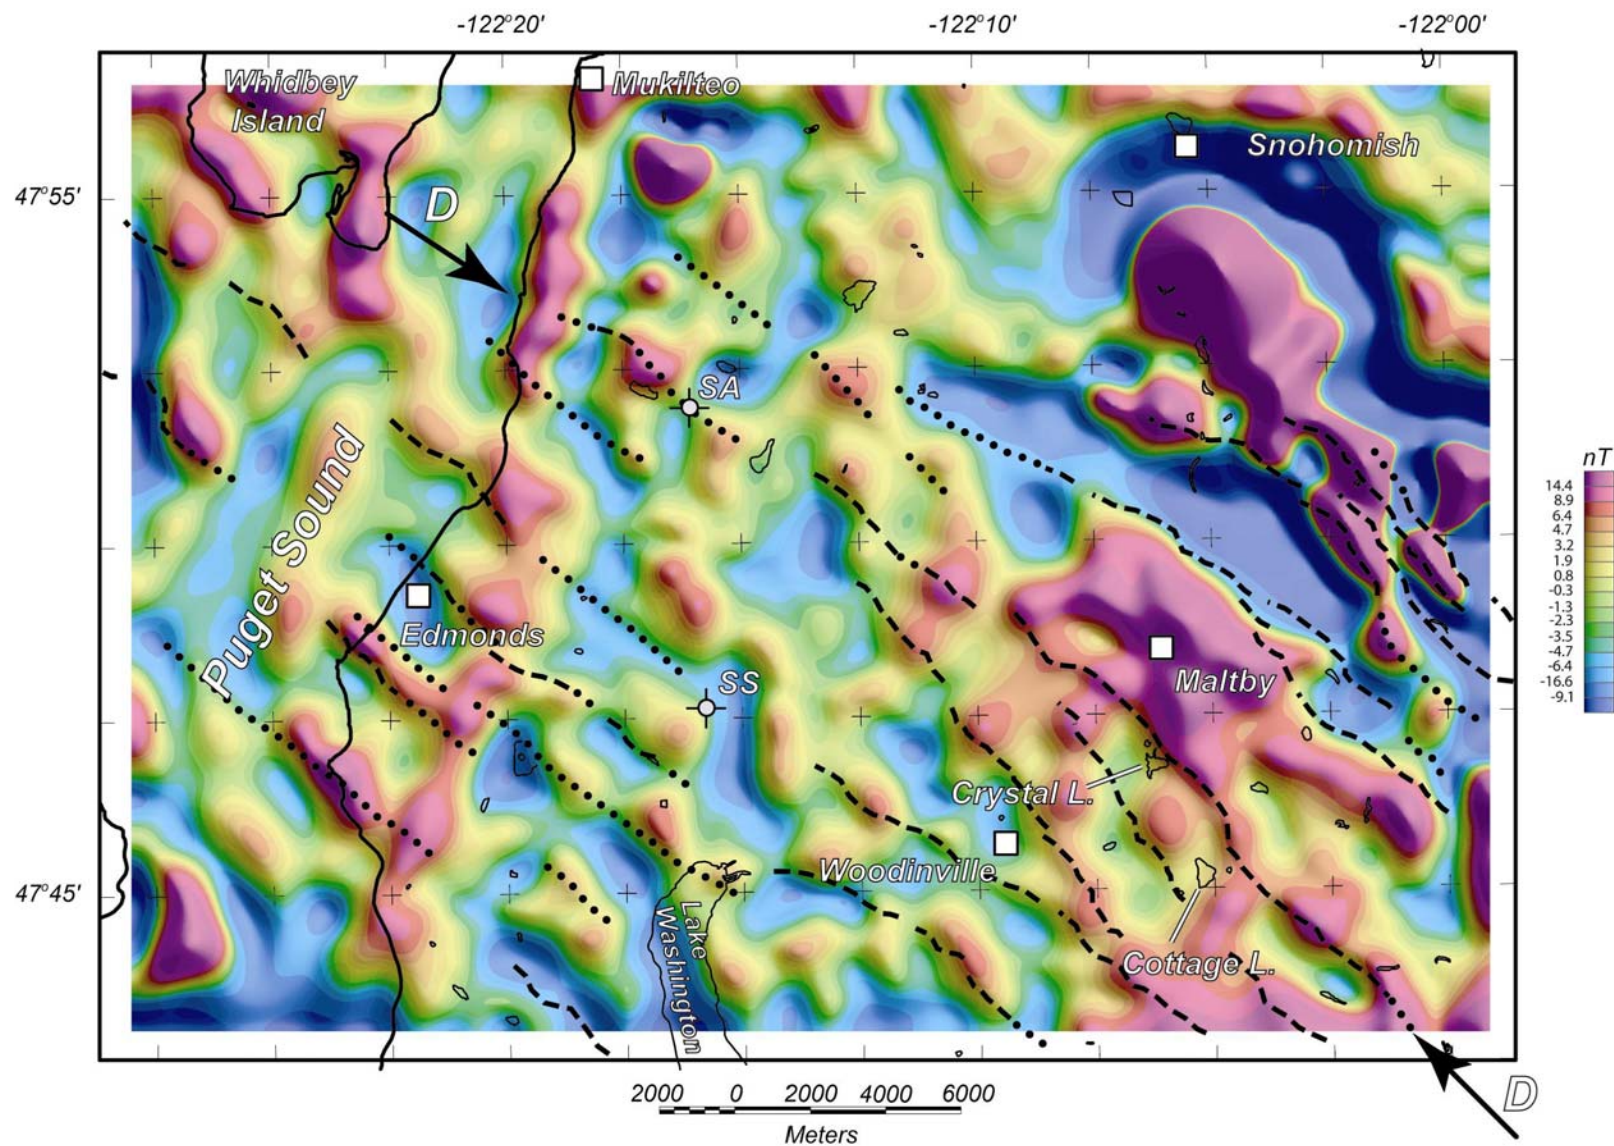 -122°20'
-122°10'
-122°00'
Whidbey
Island
Mukilteo
Snohomish
47°55'
D
SA
Puget Sound
nT
14.4
8.9
6.4
4.7
3.2
1.9
0.8
-0.3
-1.3
-2.3
-3.5
-4.7
-6.4
-16.6
-9.1
Edmonds
SS
Maltby
Crystal L.
Woodinville
47°45'
Lake
Washington
Cottage L.
D
2000 0 2000 4000 6000
Meters